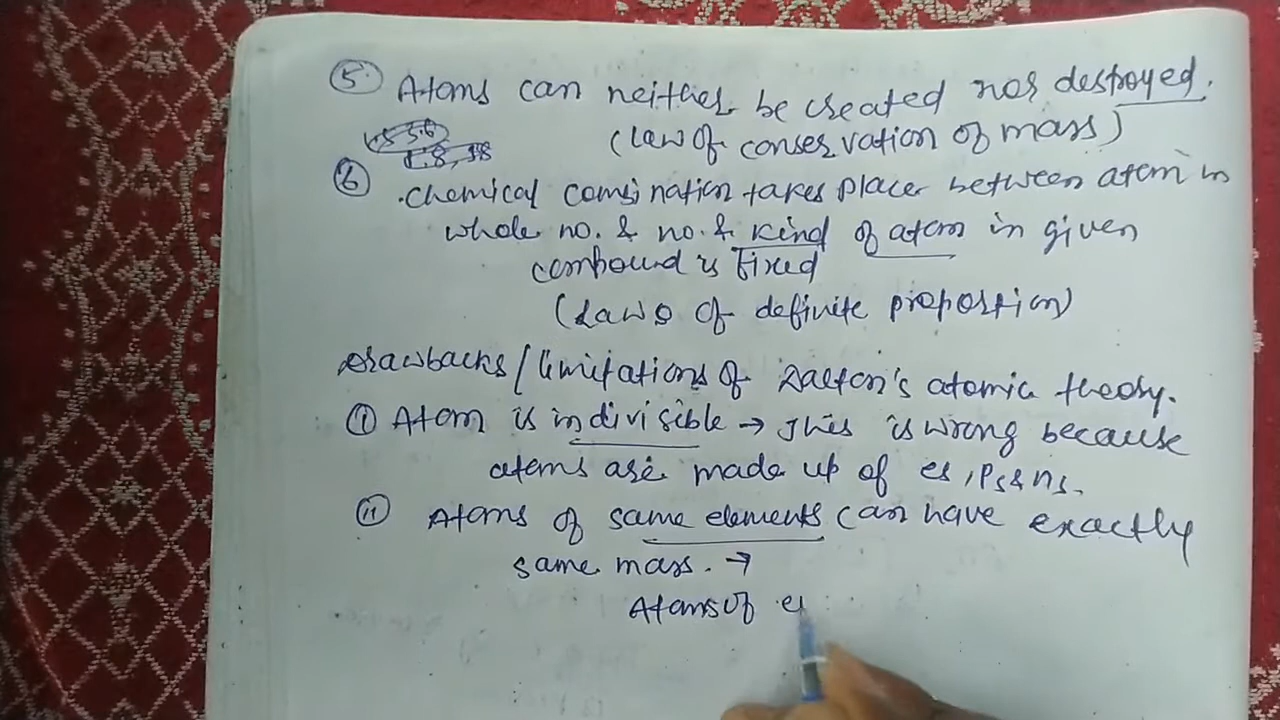 ⑤ Atoms can neither be created nor destroyed.
(law of conservation of mass)
⑥ Chemical combination takes place between atom in
whole no. & no. & kind of atom in given
compound is fixed
(Laws of definite proportion)
Drawbacks/limitations of Dalton's atomic theory.
① Atom is indivisible → This is wrong because
atoms are made up of es, Ps & ns.
⑪ Atoms of same elements can have exactly
same mass. →
Atoms of e